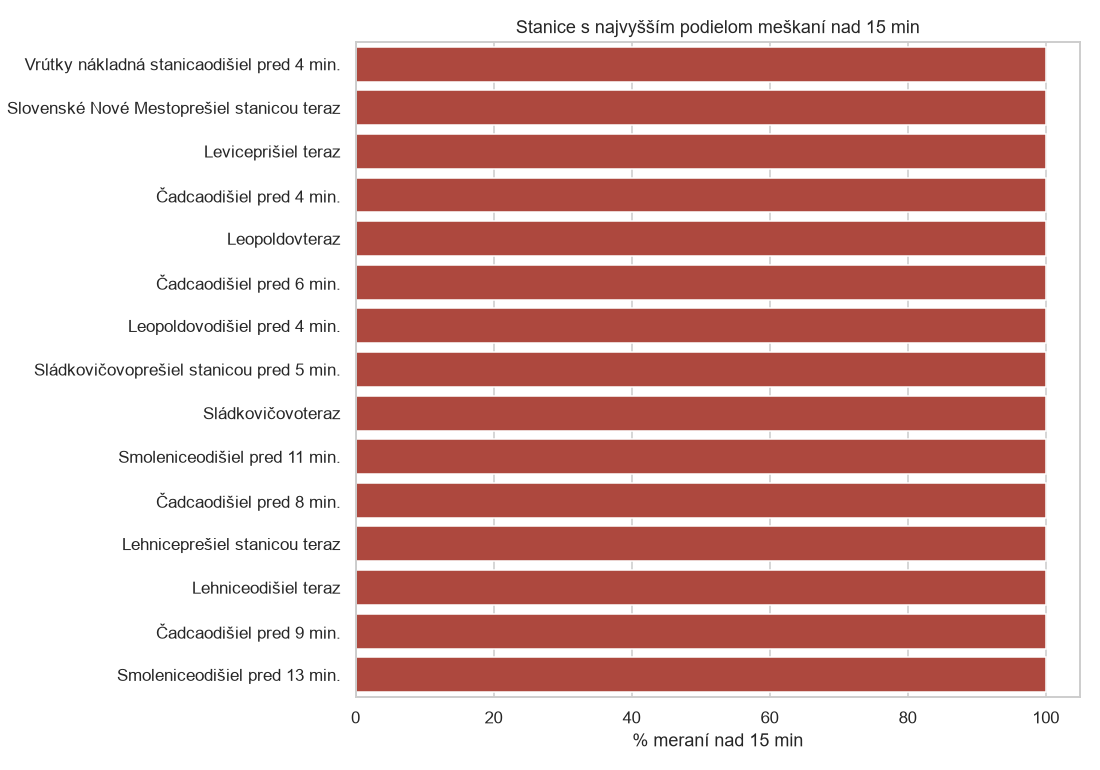 Stanice s najvyšším podielom meškaní nad 15 min
Vrútky nákladná stanicaodišiel pred 4 min.
Slovenské Nové Mestoprešiel stanicou teraz
Leviceprišiel teraz
Čadcaodišiel pred 4 min.
Leopoldovteraz
Čadcaodišiel pred 6 min.
Leopoldovodišiel pred 4 min.
Sládkovičovoprešiel stanicou pred 5 min.
Sládkovičovoteraz
Smoleniceodišiel pred 11 min.
Čadcaodišiel pred 8 min.
Lehniceprešiel stanicou teraz
Lehniceodišiel teraz
Čadcaodišiel pred 9 min.
Smoleniceodišiel pred 13 min.
0 20 40 60 80 100
% meraní nad 15 min